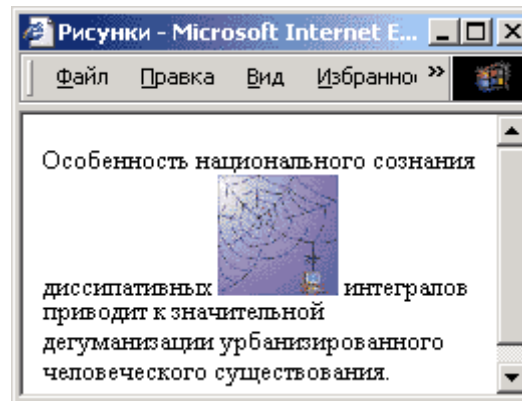 Рисунки - Microsoft Internet E...
Файл Правка Вид Избранно »
Особенность национального сознания
диссипативных интегралов
приводит к значительной
дегуманизации урбанизированного
человеческого существования.